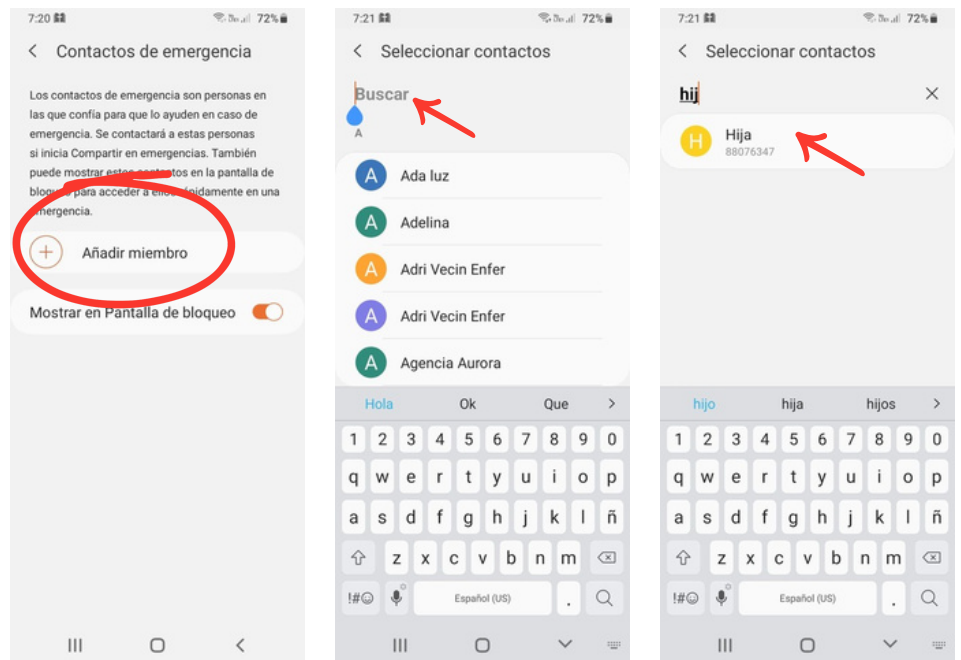 7:20 72%
Contactos de emergencia
Los contactos de emergencia son personas en
las que confía para que lo ayuden en caso de
emergencia. Se contactará a estas personas
si inicia Compartir en emergencias. También
puede mostrar estos contactos en la pantalla de
bloqueo para acceder a ellos rápidamente en una
emergencia.
Añadir miembro
Mostrar en Pantalla de bloqueo
7:21 72%
Seleccionar contactos
Buscar
A
A Ada luz
A Adelina
A Adri Vecin Enfer
A Adri Vecin Enfer
A Agencia Aurora
Hola Ok Que
1 2 3 4 5 6 7 8 9 0
q w e r t y u i o p
a s d f g h j k l ñ
z x c v b n m
!#☺ Español (US) .
7:21 72%
Seleccionar contactos
hij
H Hija
88076347
hijo hija hijos
1 2 3 4 5 6 7 8 9 0
q w e r t y u i o p
a s d f g h j k l ñ
z x c v b n m
!#☺ Español (US) .